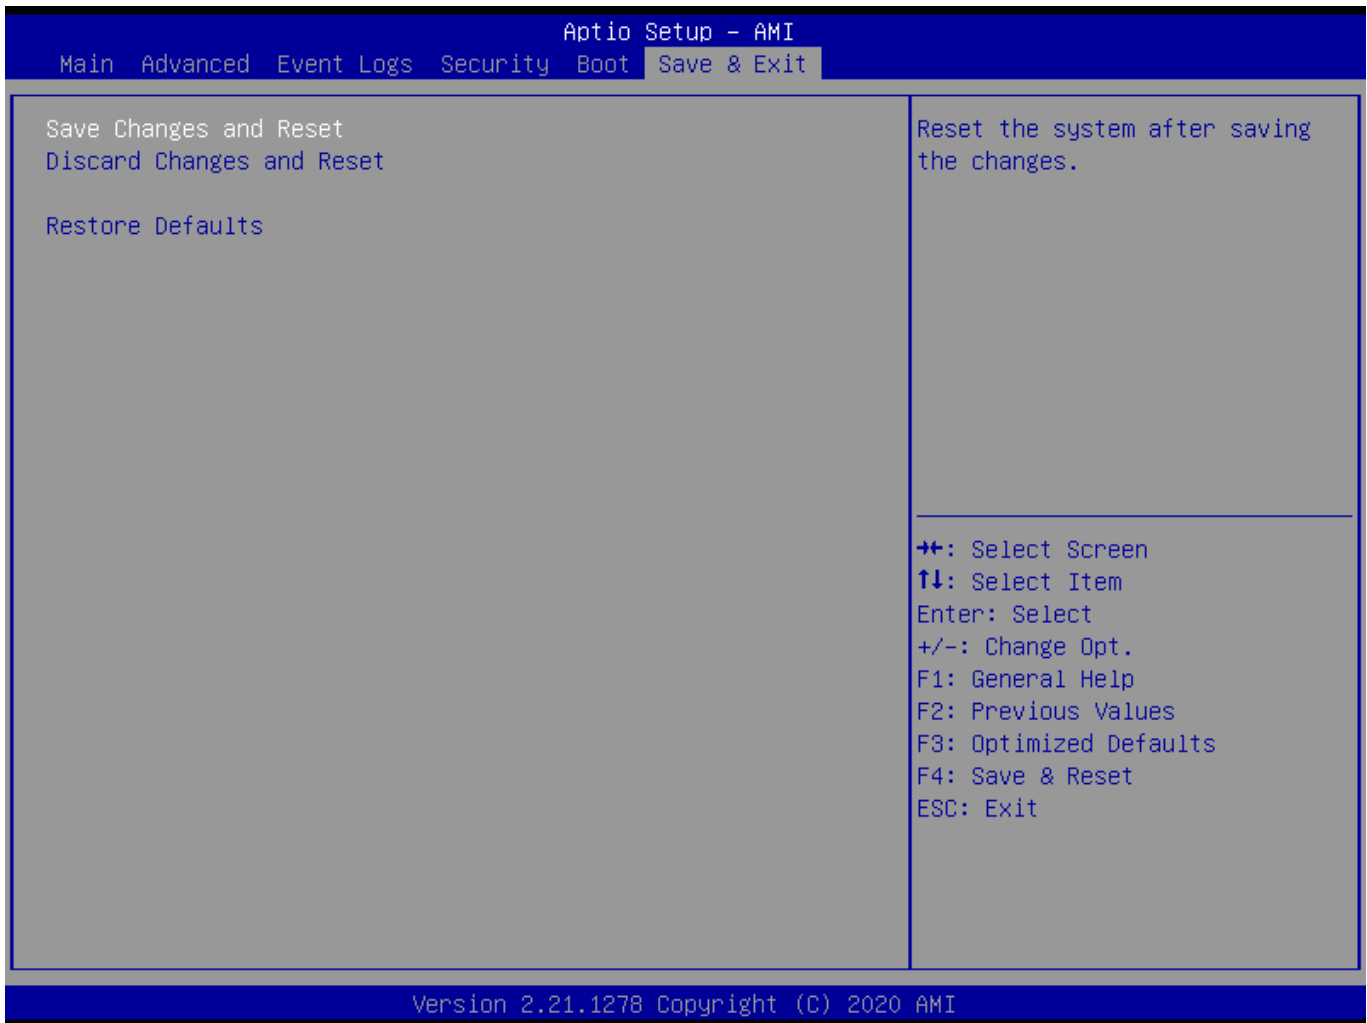 Aptio Setup – AMI
Main Advanced Event Logs Security Boot Save & Exit
Save Changes and Reset
Discard Changes and Reset
Restore Defaults
Reset the system after saving
the changes.
→←: Select Screen
↑↓: Select Item
Enter: Select
+/-: Change Opt.
F1: General Help
F2: Previous Values
F3: Optimized Defaults
F4: Save & Reset
ESC: Exit
Version 2.21.1278 Copyright (C) 2020 AMI